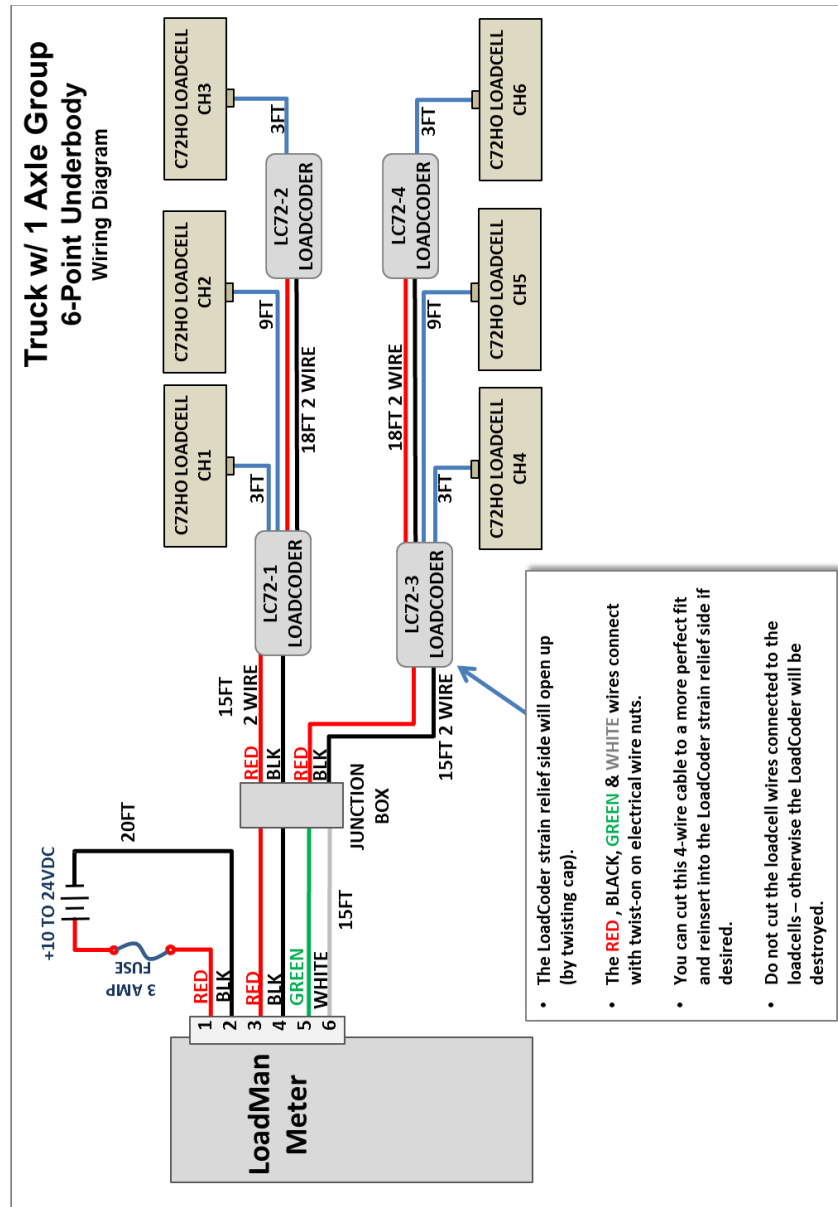 Truck w/ 1 Axle Group
6-Point Underbody
Wiring Diagram
+10 TO 24VDC
20FT
3 AMP
FUSE
LoadMan
Meter
1
2
3
4
5
6
RED
BLK
RED
BLK
GREEN
WHITE
15FT
JUNCTION
BOX
RED
BLK
RED
BLK
15FT
2 WIRE
15FT 2 WIRE
LC72-1
LOADCODER
LC72-3
LOADCODER
3FT
9FT
18FT 2 WIRE
18FT 2 WIRE
9FT
3FT
LC72-2
LOADCODER
LC72-4
LOADCODER
3FT
3FT
C72HO LOADCELL
CH1
C72HO LOADCELL
CH2
C72HO LOADCELL
CH3
C72HO LOADCELL
CH4
C72HO LOADCELL
CH5
C72HO LOADCELL
CH6
• The LoadCoder strain relief side will open up
(by twisting cap).
• The RED , BLACK, GREEN & WHITE wires connect
with twist-on electrical wire nuts.
• You can cut this 4-wire cable to a more perfect fit
and reinsert into the LoadCoder strain relief side if
desired.
• Do not cut the loadcell wires connected to the
loadcells – otherwise the LoadCoder will be
destroyed.